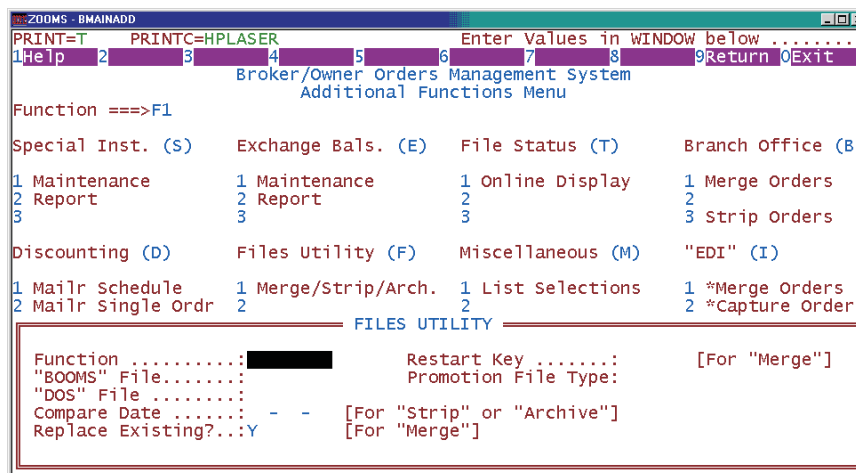 ZOOMS - BMAINADD
PRINT=T PRINTC=HPLASER Enter Values in WINDOW below ........
1Help 2 3 4 5 6 7 8 9Return 0Exit
Broker/Owner Orders Management System
Additional Functions Menu
Function ===>F1
Special Inst. (S) Exchange Bals. (E) File Status (T) Branch Office (B
1 Maintenance 1 Maintenance 1 Online Display 1 Merge Orders
2 Report 2 Report 2 2
3 3 3 3 Strip Orders
Discounting (D) Files Utility (F) Miscellaneous (M) "EDI" (I)
1 Mailr Schedule 1 Merge/Strip/Arch. 1 List Selections 1 *Merge Orders
2 Mailr Single Ordr 2 2 2 *Capture Order
FILES UTILITY
Function ..........: Restart Key .......: [For "Merge"]
"BOOMS" File.......: Promotion File Type:
"DOS" File ........:
Compare Date ......: - - [For "Strip" or "Archive"]
Replace Existing?..:Y [For "Merge"]